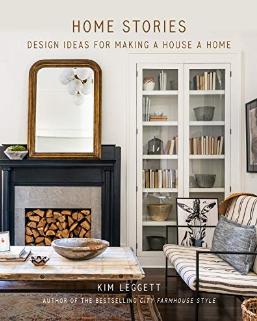 HOME STORIES
DESIGN IDEAS FOR MAKING A HOUSE A HOME
KIM LEGGETT
AUTHOR OF THE BESTSELLING CITY FARMHOUSE STYLE